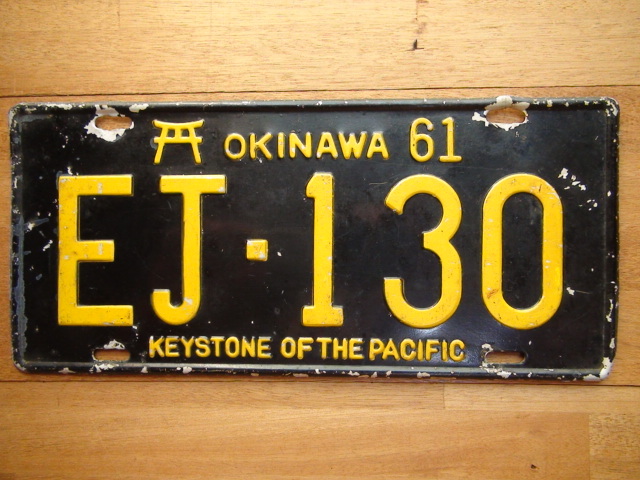 OKINAWA 61
EJ·130
KEYSTONE OF THE PACIFIC